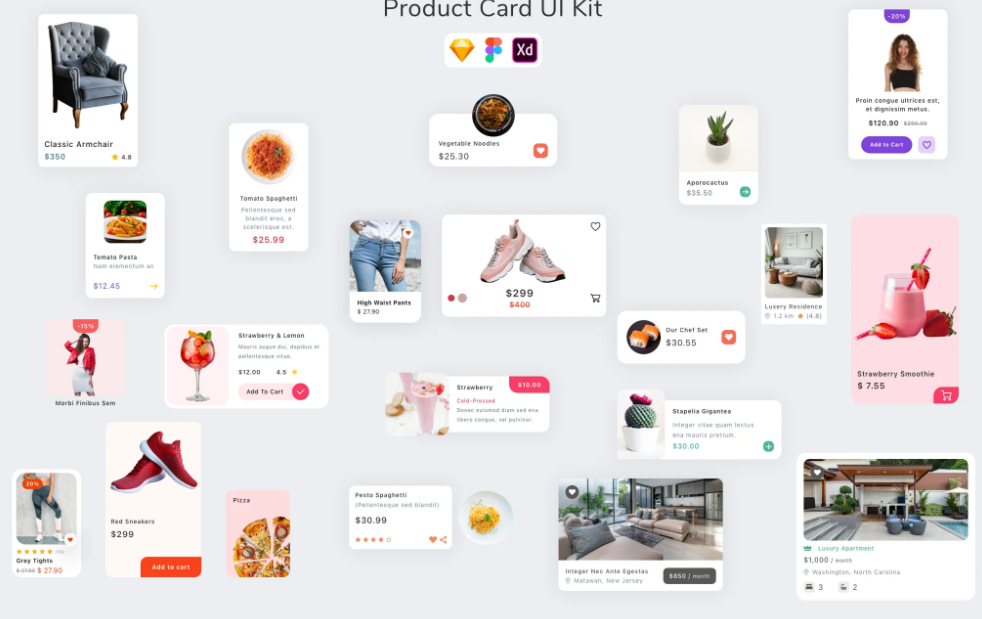 Product Card UI Kit
Xd
-20%
Proin congue ultrices est,
et dignissim metus.
$120.90
Add to Cart
Classic Armchair
$350
4.8
Vegetable Noodles
$25.30
Aporocactus
$35.50
Tomato Spaghetti
Pellentesque sed
blandit eros, a
scelerisque est.
$25.99
Tomato Pasta
Nam elementum an
$12.45
High Waist Pants
$ 27.90
$299
$400
Luxery Residence
1.2 km
(4.8)
Our Chef Set
$30.55
Strawberry Smoothie
$ 7.55
-15%
Morbi Finibus Sem
Strawberry & Lemon
Mauris augue dui, dapibus et
pellentesque vitae.
$12.00
4.5
Add To Cart
Strawberry
$10.00
Cold-Pressed
Donec euismod diam sed ena
libero congue, vel pulvinar.
Stapelia Gigantea
Integer vitae quam lectus
ena mauris pretium.
$30.00
20%
Grey Tights
$ 27.90
Red Sneakers
$299
Add to cart
Pizza
Pesto Spaghetti
(Pellentesque sed blandit)
$30.99
Integer Nec Ante Egestas
Matawan, New Jersey
$850 / month
Luxury Apartment
$1,000 / month
Washington, North Carolina
3
2